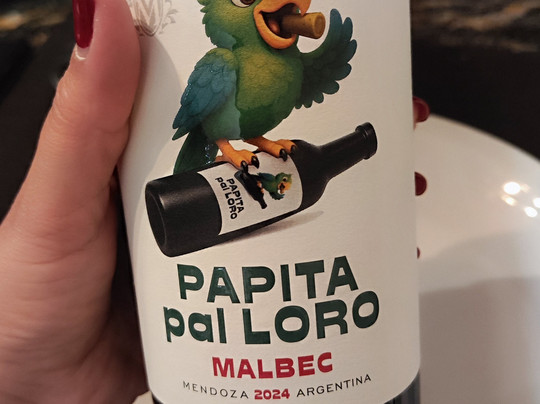 M
PAPITA
pal LORO
PAPITA
pal LORO
MALBEC
MENDOZA 2024 ARGENTINA